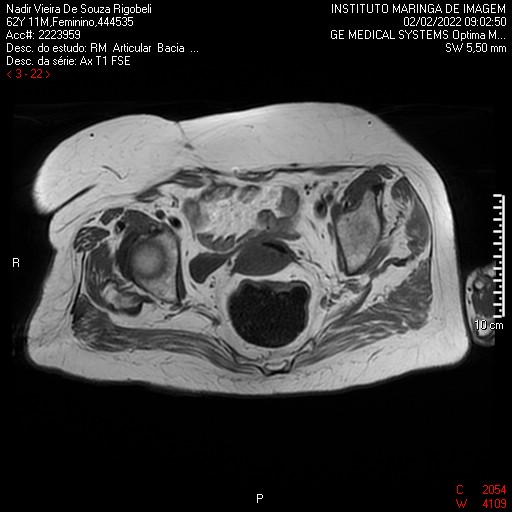 Nadir Vieira De Souza Rigobeli
62Y 11M,Feminino,444535
Acc#: 2223959
Desc. do estudo: RM Articular Bacia ...
Desc. da série: Ax T1 FSE
< 3 - 22 >
INSTITUTO MARINGA DE IMAGEM
02/02/2022 09:02:50
GE MEDICAL SYSTEMS Optima M...
SW 5,50 mm
R
10 cm
P
C 2054
W 4109